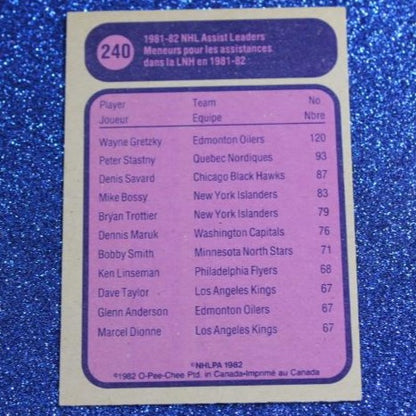 240
1981-82 NHL Assist Leaders
Meneurs pour les assistances
dans la LNH en 1981-82
Player Team No.
Joueur Equipe Nbre
Wayne Gretzky Edmonton Oilers 120
Peter Stastny Quebec Nordiques 93
Denis Savard Chicago Black Hawks 87
Mike Bossy New York Islanders 83
Bryan Trottier New York Islanders 79
Dennis Maruk Washington Capitals 76
Bobby Smith Minnesota North Stars 71
Ken Linseman Philadelphia Flyers 68
Dave Taylor Los Angeles Kings 67
Glenn Anderson Edmonton Oilers 67
Marcel Dionne Los Angeles Kings 67
©NHLPA 1982
©1982 O-Pee-Chee Ptd. in Canada-Imprimé au Canada